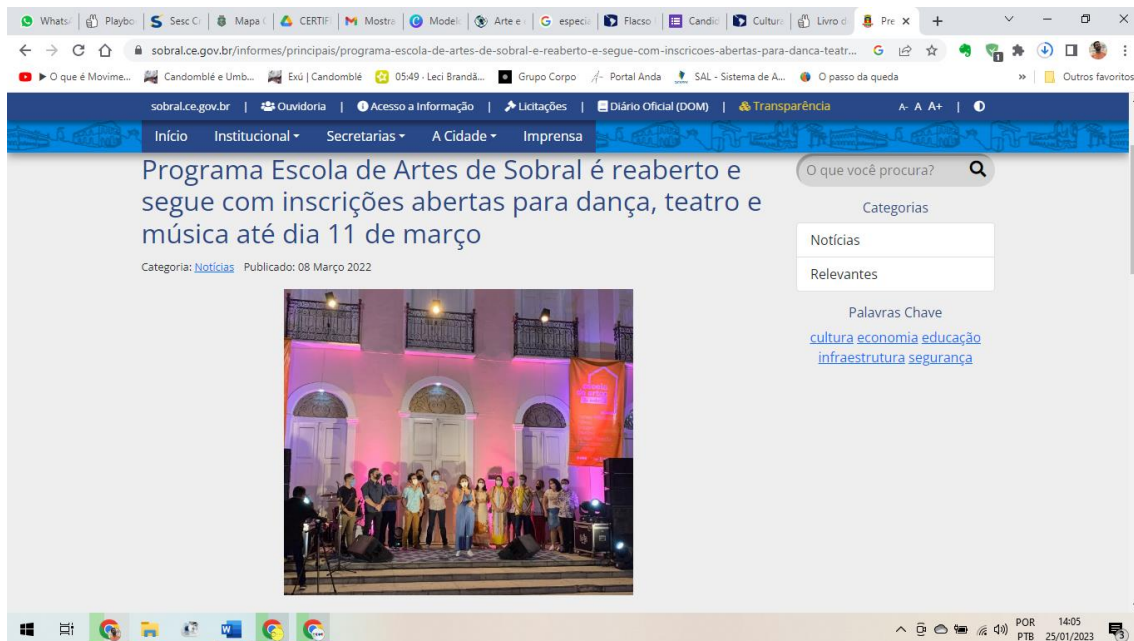 Whats
Playbo
Sesc Cr
Mapa (
CERTIFI
Mostra
Model
Arte e
especia
Flacso
Candid
Cultura
Livro d
Pre
sobral.ce.gov.br/informes/principais/programa-escola-de-artes-de-sobral-e-reaberto-e-segue-com-inscricoes-abertas-para-danca-teatr...
▶ O que é Movime...
Candomblé e Umb...
Exú | Candomblé
05:49 - Leci Brandã...
Grupo Corpo
Portal Anda
SAL - Sistema de A...
O passo da queda
»
Outros favoritos
sobral.ce.gov.br | Ouvidoria | Acesso a Informação | Licitações | Diário Oficial (DOM) | Transparência A- A A+ |
Início Institucional Secretarias A Cidade Imprensa
Programa Escola de Artes de Sobral é reaberto e
segue com inscrições abertas para dança, teatro e
música até dia 11 de março
Categoria: Notícias Publicado: 08 Março 2022
escola
de artes
O que você procura?
Categorias
Notícias
Relevantes
Palavras Chave
cultura economia educação
infraestrutura segurança
POR
PTB
14:05
25/01/2023